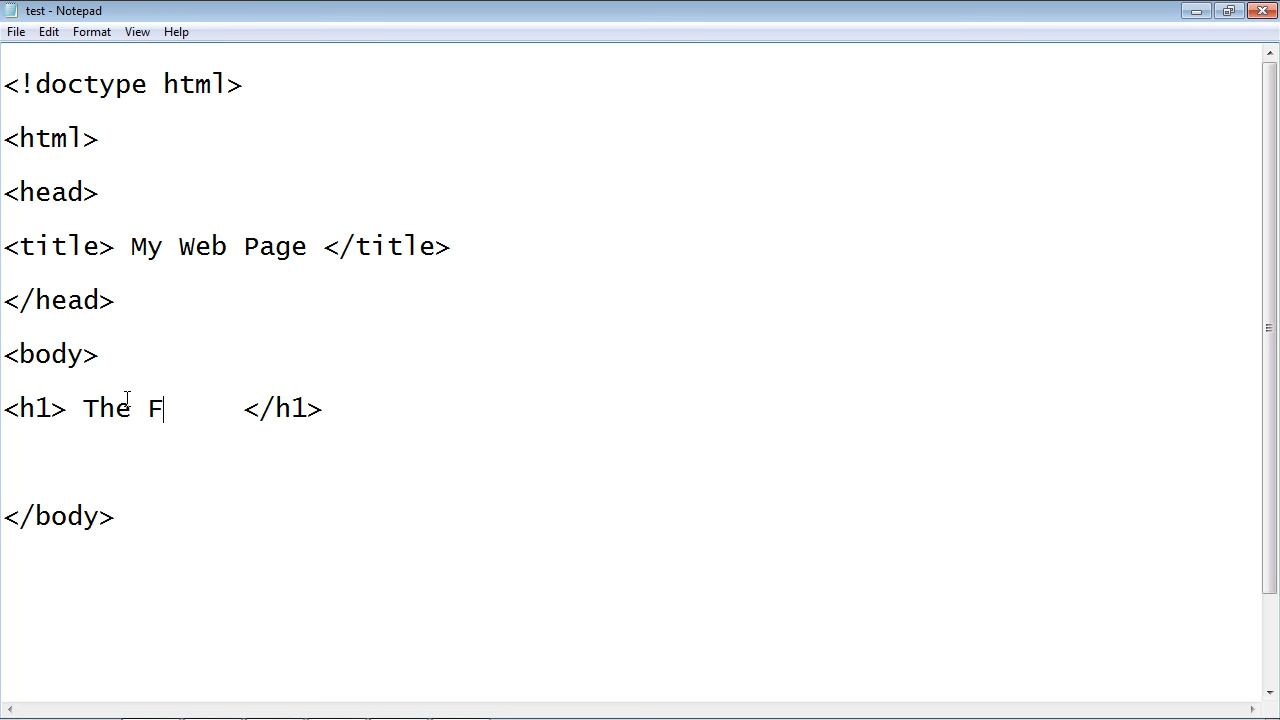 test - Notepad
File Edit Format View Help
<!doctype html>
<html>
<head>
<title> My Web Page </title>
</head>
<body>
<h1> The F     </h1>
</body>